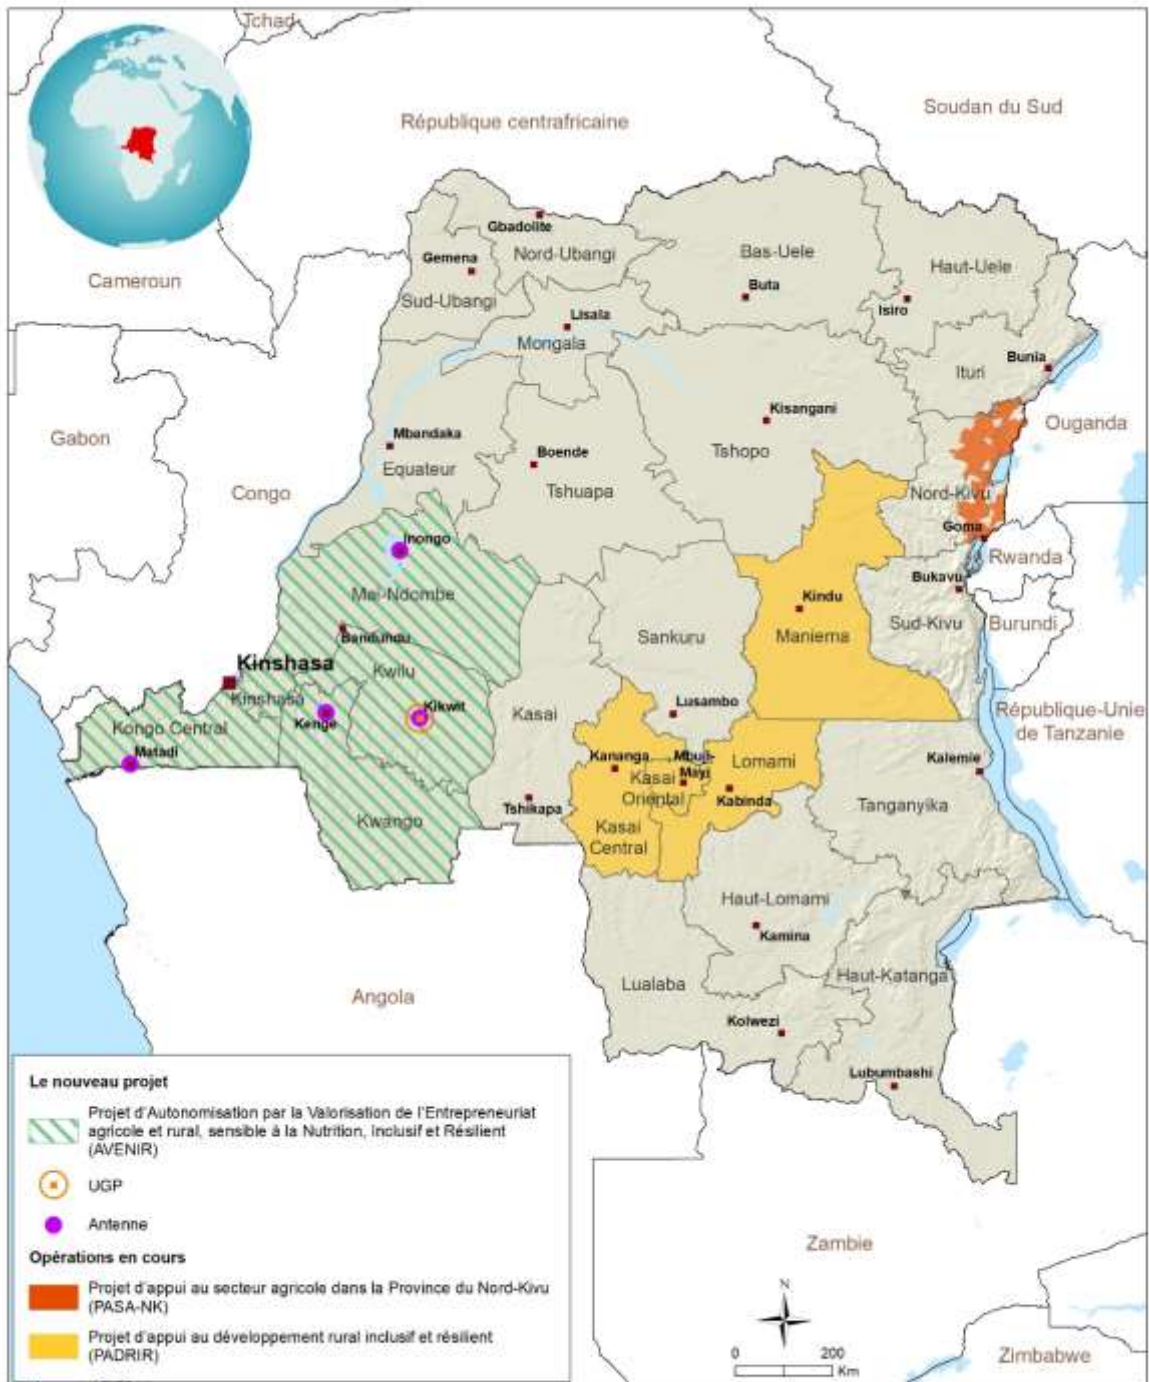 Tchad
Soudan du Sud
République centrafricaine
Cameroun
Gbadolite
Nord-Ubangi
Gemena
Sud-Ubangi
Bas-Uele
Buta
Haut-Uele
Isiro
Lisala
Mongala
Bunia
Ituri
Gabon
Congo
Mbandaka
Equateur
Boende
Tshuapa
Kisangani
Tshopo
Ouganda
Nord-Kivu
Goma
Rwanda
Inongo
Mai-Ndombe
Bukavu
Sud-Kivu
Burundi
Kindu
Maniema
Sankuru
Bandundu
Kinshasa
Kinshasa
Kwilu
Kikwit
Kenge
Kongo Central
Matadi
Kasai
Lusambo
République-Unie
de Tanzanie
Kananga
Mbuji-
Mayi
Kasai
Oriental
Lomami
Kabinda
Kalemie
Tanganyika
Tshikapa
Kwango
Kasai
Central
Haut-Lomami
Kamina
Lualaba
Haut-Katanga
Angola
Kolwezi
Lubumbashi
Le nouveau projet
Projet d'Autonomisation par la Valorisation de l'Entrepreneuriat
agricole et rural, sensible à la Nutrition, Inclusif et Résilient
(AVENIR)
UGP
Antenne
Opérations en cours
Projet d'appui au secteur agricole dans la Province du Nord-Kivu
(PASA-NK)
Projet d'appui au développement rural inclusif et résilient
(PADRIR)
Zambie
N
0 200
Km
Zimbabwe